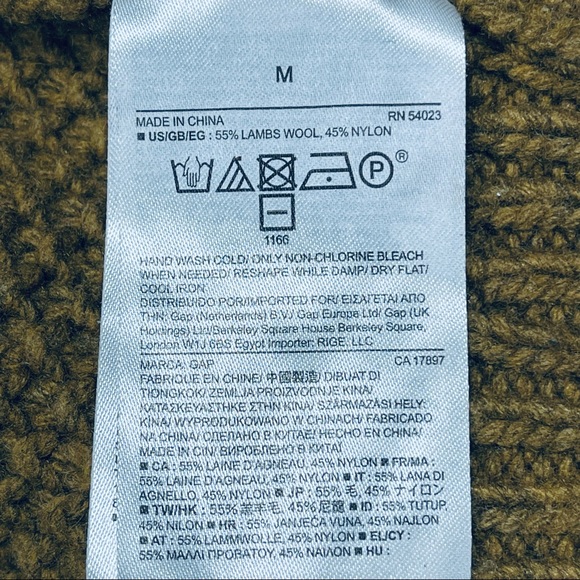 M
MADE IN CHINA RN 54023
■ US/GB/EG : 55% LAMBS WOOL, 45% NYLON
P ®
1166
HAND WASH COLD/ ONLY NON-CHLORINE BLEACH
WHEN NEEDED/ RESHAPE WHILE DAMP/ DRY FLAT/
COOL IRON
DISTRIBUIDO POR/IMPORTED FOR/ ΕΙΣΑΓΕΤΑΙ ΑΠΟ
ΤΗΝ: Gap (Netherlands) B.V./ Gap Europe Ltd/ Gap (UK
Holdings) Ltd/Berkeley Square House Berkeley Square,
London W1J 6BS Egypt Importer: RIGE, LLC
MARCA: GAP CA 17897
FABRIQUE EN CHINE/ 中國製造/ DIBUAT DI
TIONGKOK/ ZEMLJA PROIZVODNJE KINA/
ΚΑΤΑΣΚΕΥΑΣΤΗΚΕ ΣΤΗΝ ΚΙΝΑ/ SZÁRMAZÁSI HELY:
KÍNA/ WYPRODUKOWANO W CHINACH/ FABRICADO
NA CHINA/ СДЕЛАНО В КИТАЕ/ HECHO EN CHINA/
MADE IN CIN/ ВИРОБЛЕНО В КИТАЇ
■ CA : 55% LAINE D'AGNEAU, 45% NYLON ■ FR/MA :
55% LAINE D'AGNEAU, 45% NYLON ■ IT : 55% LANA DI
AGNELLO, 45% NYLON ■ JP : 55% 毛, 45% ナイロン
■ TW/HK : 55% 羔羊毛, 45% 尼龍 ■ ID : 55% TUTUP,
45% NILON ■ HR : 55% JANJEĆA VUNA, 45% NAJLON
■ AT : 55% LAMMWOLLE, 45% NYLON ■ EL/CY :
55% ΜΑΛΛΙ ΠΡΟΒΑΤΟΥ, 45% ΝΑΙΛΟΝ ■ HU :